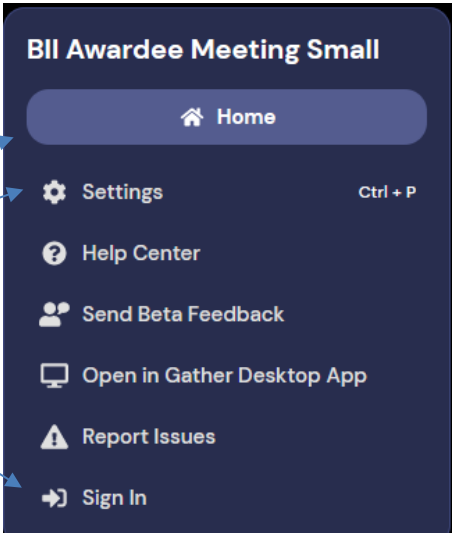 BII Awardee Meeting Small
Home
Settings Ctrl + P
Help Center
Send Beta Feedback
Open in Gather Desktop App
Report Issues
Sign In